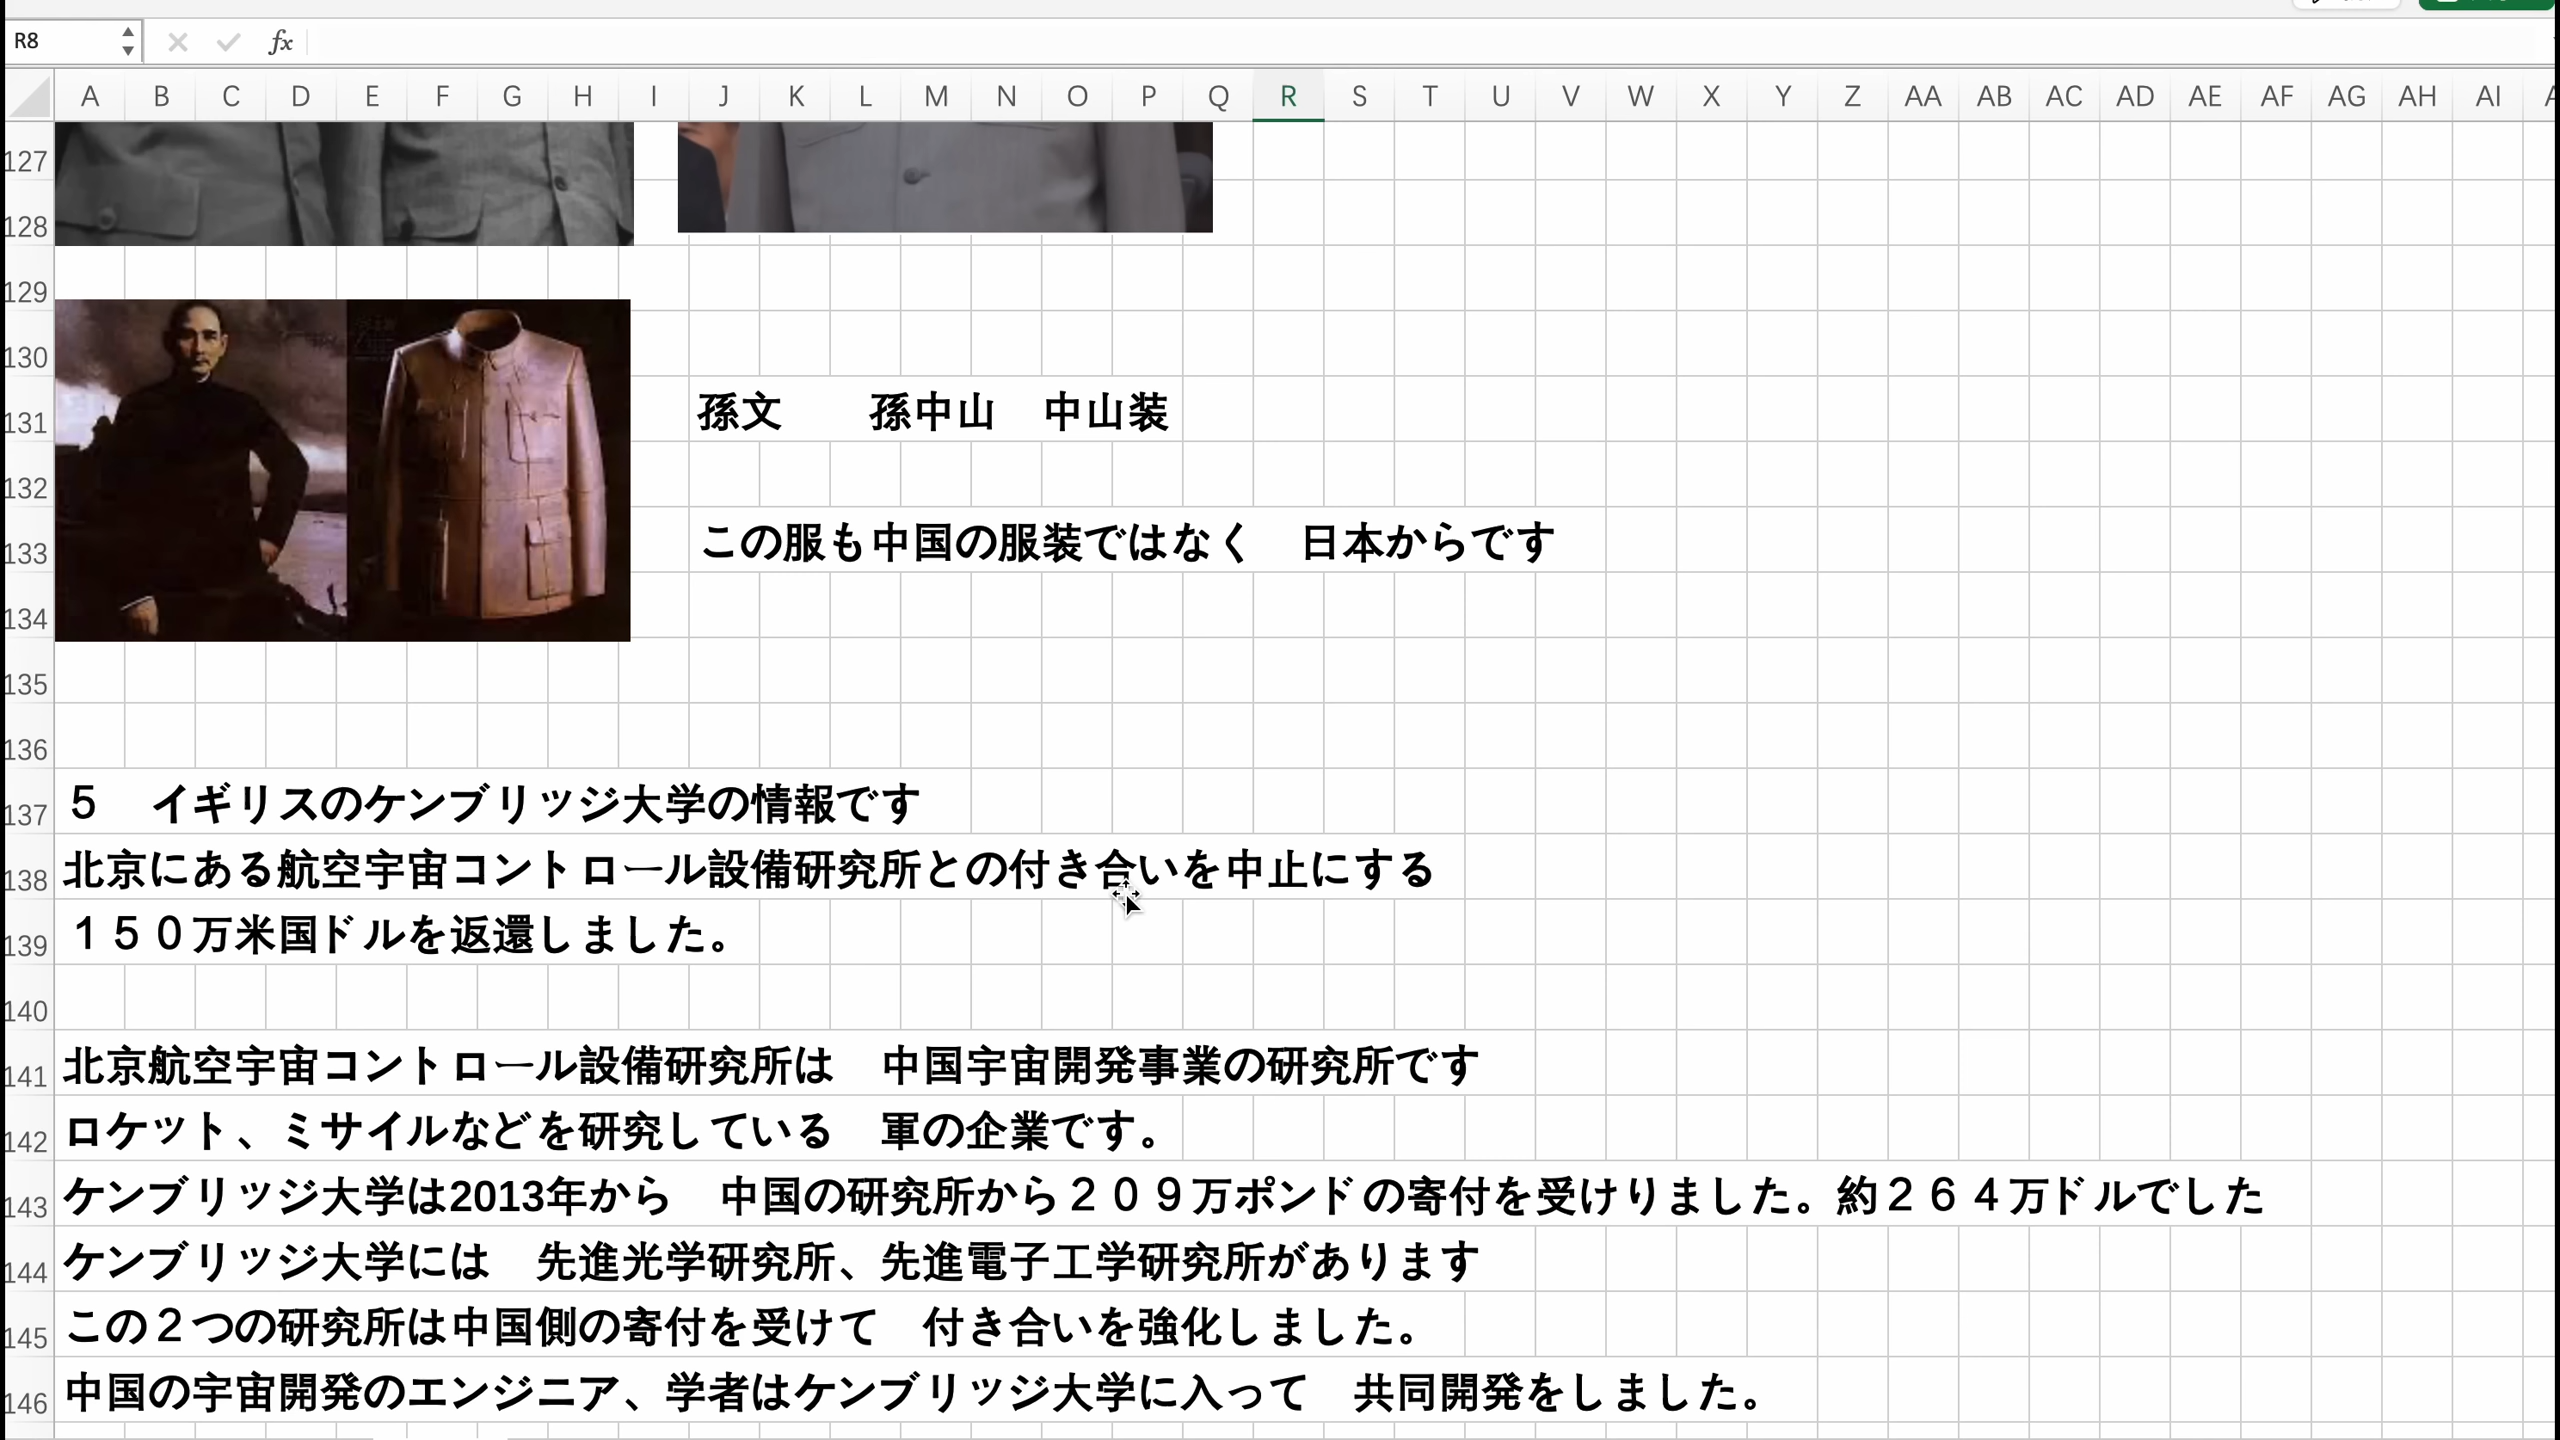 R8 fx
A B C D E F G H I J K L M N O P Q R S T U V W X Y Z AA AB AC AD AE AF AG AH AI
127
128
129
130
131 孫文　　孫中山　中山装
132
133 この服も中国の服装ではなく　日本からです
134
135
136
137 ５　イギリスのケンブリッジ大学の情報です
138 北京にある航空宇宙コントロール設備研究所との付き合いを中止にする
139 １５０万米国ドルを返還しました。
140
141 北京航空宇宙コントロール設備研究所は　中国宇宙開発事業の研究所です
142 ロケット、ミサイルなどを研究している　軍の企業です。
143 ケンブリッジ大学は2013年から　中国の研究所から２０９万ポンドの寄付を受けりました。約２６４万ドルでした
144 ケンブリッジ大学には　先進光学研究所、先進電子工学研究所があります
145 この２つの研究所は中国側の寄付を受けて　付き合いを強化しました。
146 中国の宇宙開発のエンジニア、学者はケンブリッジ大学に入って　共同開発をしました。